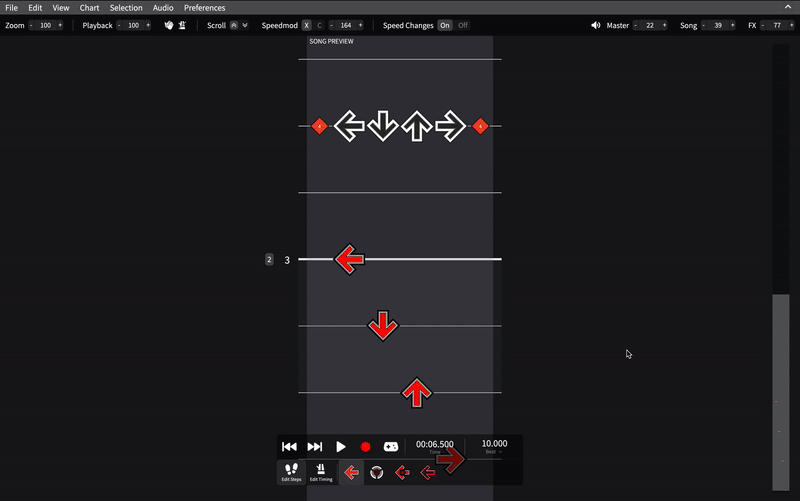 File Edit View Chart Selection Audio Preferences
Zoom - 100 + Playback - 100 + Scroll Speedmod X C - 164 + Speed Changes On Off Master - 22 + Song - 39 + FX - 77 +
SONG PREVIEW
4 4
2 3
00:06.500 10.000
Time Beat
Edit Steps Edit Timing